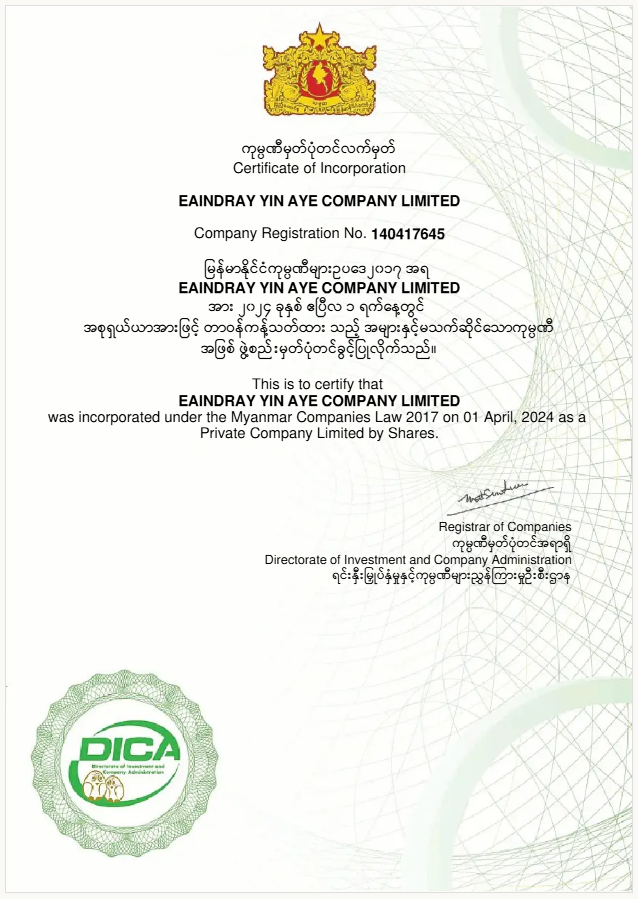 ကုမ္ပဏီမှတ်ပုံတင်လက်မှတ်
Certificate of Incorporation
EAINDRAY YIN AYE COMPANY LIMITED
Company Registration No. 140417645
မြန်မာနိုင်ငံကုမ္ပဏီများဥပဒေ၂၀၁၇ အရ
EAINDRAY YIN AYE COMPANY LIMITED
အား ၂၀၂၄ ခုနှစ် ဧပြီလ ၁ ရက်နေ့တွင်
အစုရှယ်ယာအားဖြင့် တာဝန်ကန့်သတ်ထား သည့် အများနှင့်မသက်ဆိုင်သောကုမ္ပဏီ
အဖြစ် ဖွဲ့စည်းမှတ်ပုံတင်ခွင့်ပြုလိုက်သည်။
This is to certify that
EAINDRAY YIN AYE COMPANY LIMITED
was incorporated under the Myanmar Companies Law 2017 on 01 April, 2024 as a
Private Company Limited by Shares.
Registrar of Companies
ကုမ္ပဏီမှတ်ပုံတင်အရာရှိ
Directorate of Investment and Company Administration
ရင်းနှီးမြှုပ်နှံမှုနှင့်ကုမ္ပဏီများညွှန်ကြားမှုဦးစီးဌာန
DICA
Directorate of Investment and
Company Administration